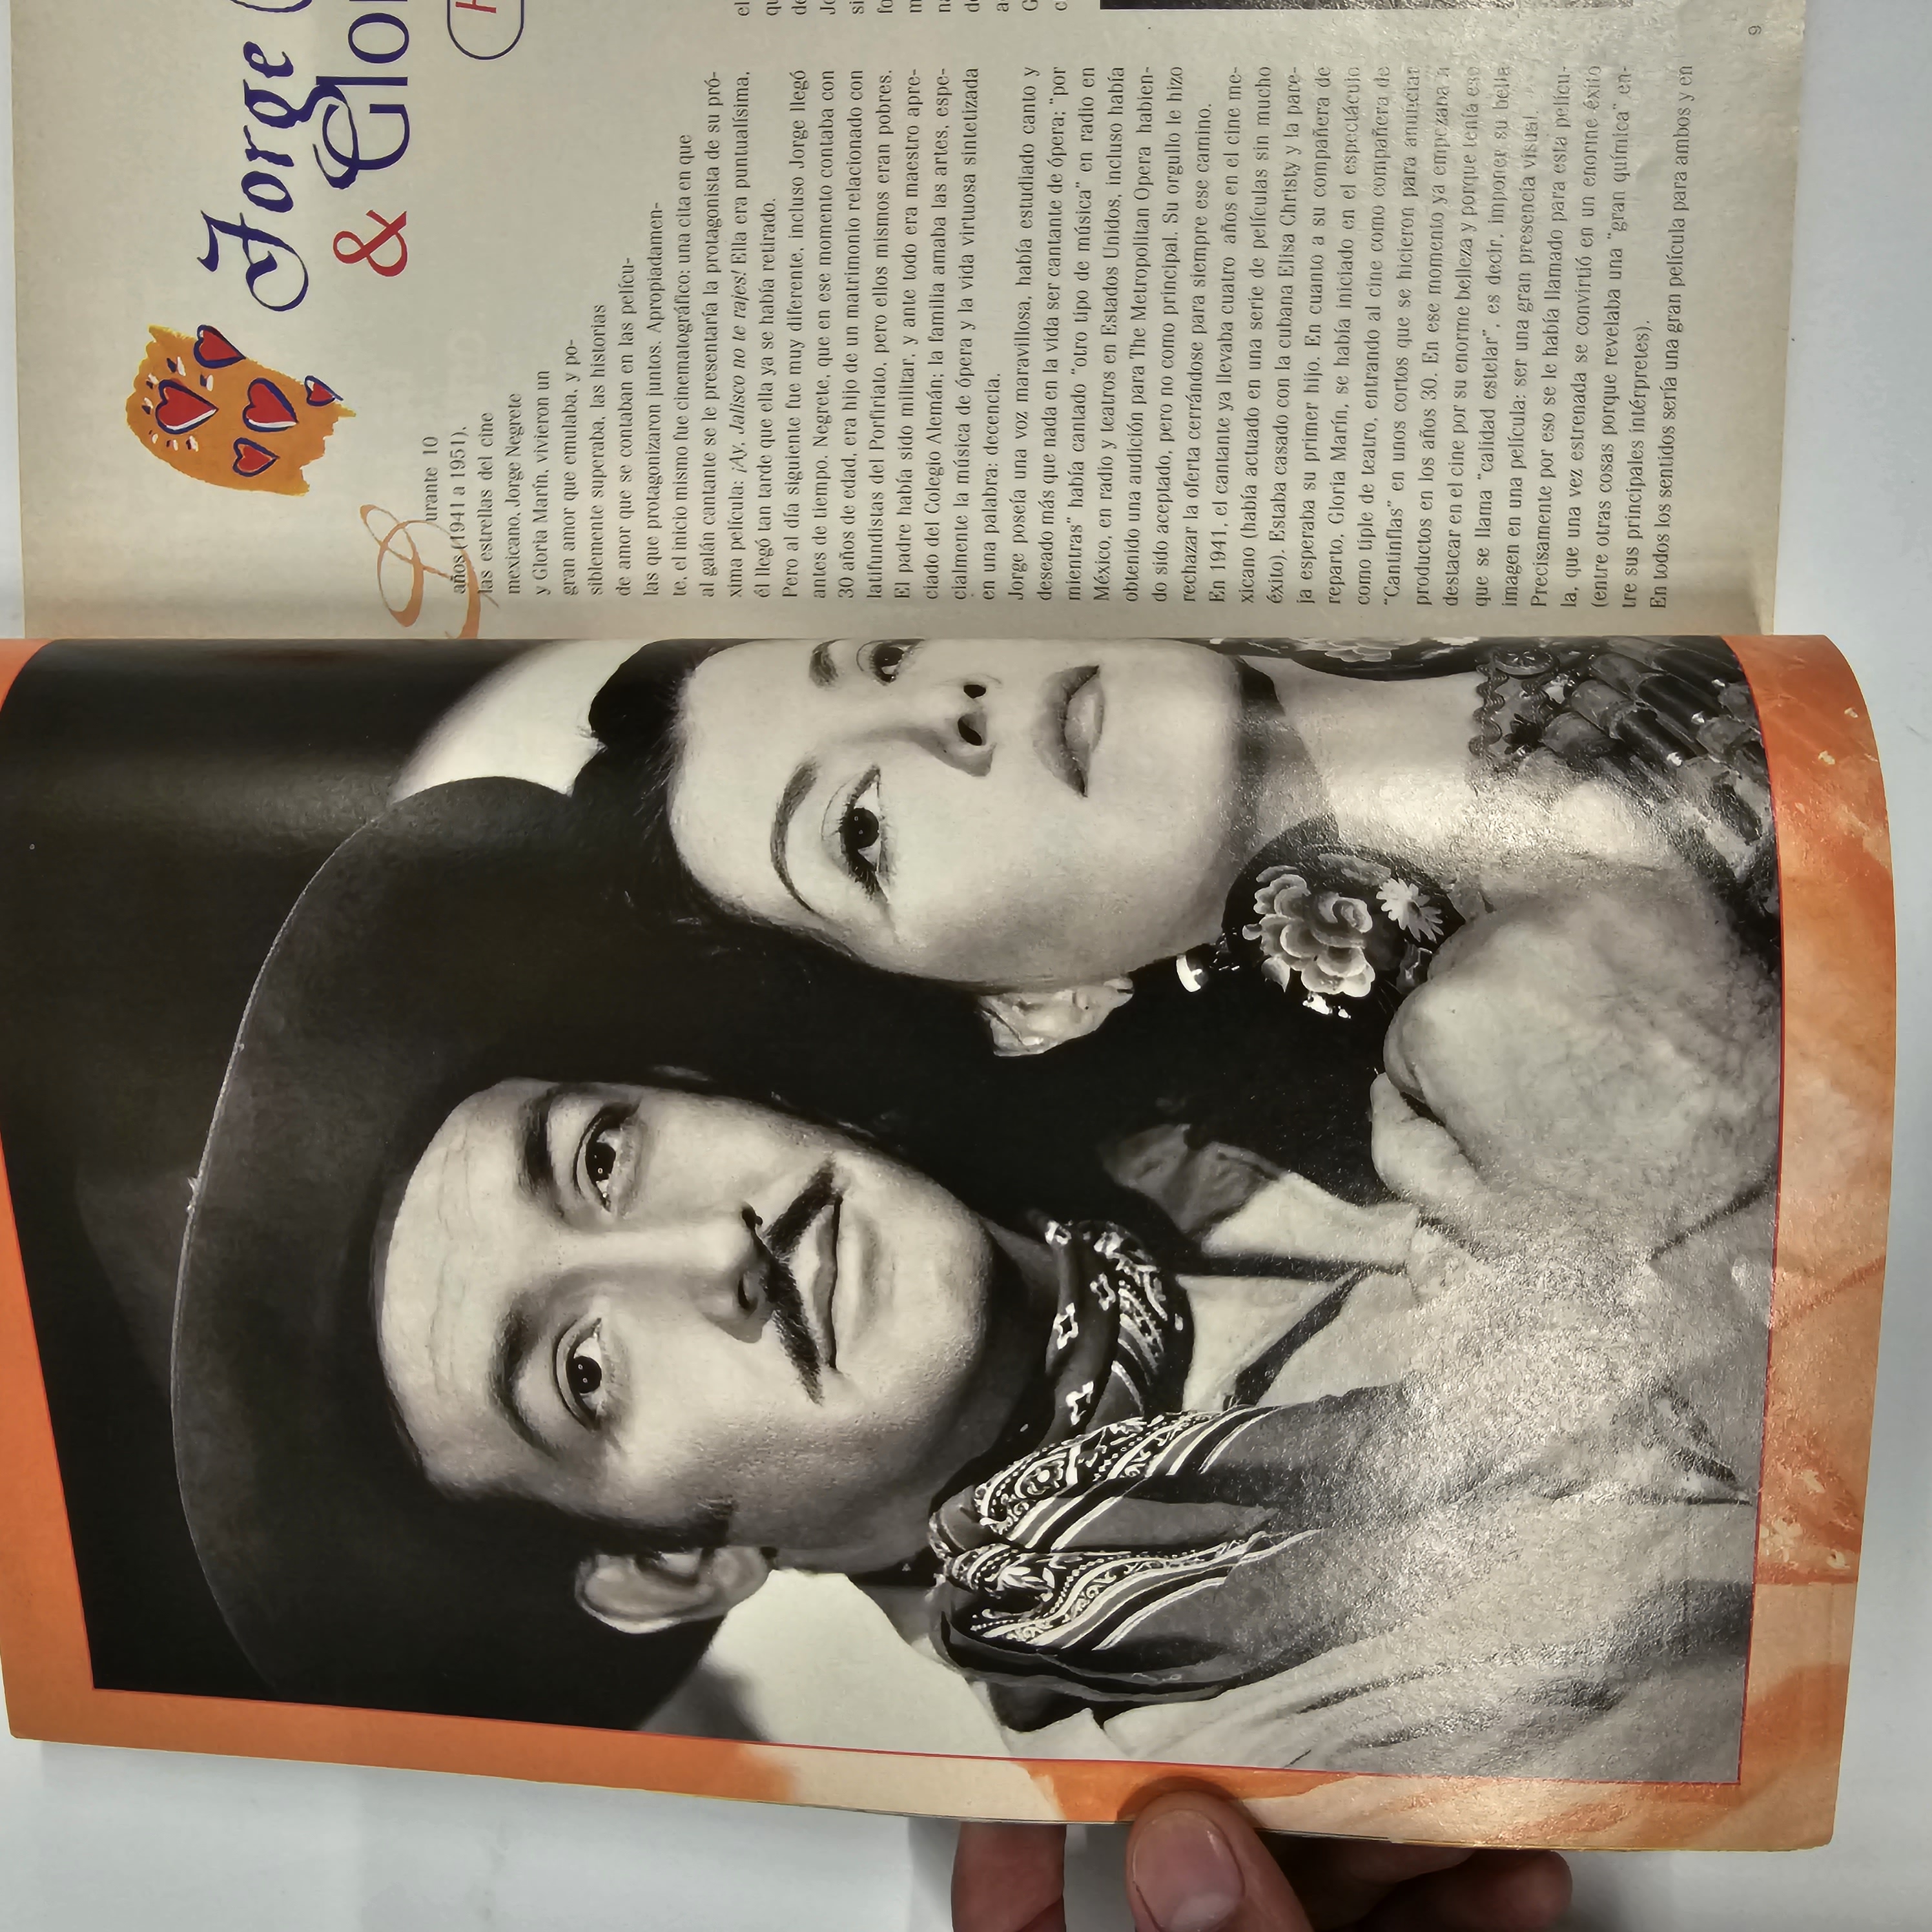 Jorge
& Glor
Durante 10
años (1941 a 1951),
las estrellas del cine
mexicano, Jorge Negrete
y Gloria Marín, vivieron un
gran amor que emulaba, y po-
siblemente superaba, las historias
de amor que se contaban en las pelícu-
las que protagonizaron juntos. Apropiadamen-
te, el inicio mismo fue cinematográfico: una cita en que
al galán cantante se le presentaría la protagonista de su pró-
xima película: ¡Ay, Jalisco no te rajes! Ella era puntualísima,
él llegó tan tarde que ella ya se había retirado.
Pero al día siguiente fue muy diferente, incluso Jorge llegó
antes de tiempo. Negrete, que en ese momento contaba con
30 años de edad, era hijo de un matrimonio relacionado con
latifundistas del Porfiriato, pero ellos mismos eran pobres.
El padre había sido militar, y ante todo era maestro apre-
ciado del Colegio Alemán; la familia amaba las artes, espe-
cialmente la música de ópera y la vida virtuosa sintetizada
en una palabra: decencia.
Jorge poseía una voz maravillosa, había estudiado canto y
deseado más que nada en la vida ser cantante de ópera; "por
mientras" había cantado "otro tipo de música" en radio en
México, en radio y teatros en Estados Unidos, incluso había
obtenido una audición para The Metropolitan Opera habien-
do sido aceptado, pero no como principal. Su orgullo le hizo
rechazar la oferta cerrándose para siempre ese camino.
En 1941, el cantante ya llevaba cuatro años en el cine me-
xicano (había actuado en una serie de películas sin mucho
éxito). Estaba casado con la cubana Elisa Christy y la pare-
ja esperaba su primer hijo. En cuanto a su compañera de
reparto, Gloria Marín, se había iniciado en el espectáculo
como tiple de teatro, entrando al cine como compañera de
"Cantinflas" en unos cortos que se hicieron para anunciar
productos en los años 30. En ese momento ya empezaba a
destacar en el cine por su enorme belleza y porque tenía eso
que se llama "calidad estelar", es decir, imponer su bella
imagen en una película: ser una gran presencia visual.
Precisamente por eso se le había llamado para esta pelícu-
la, que una vez estrenada se convirtió en un enorme éxito
(entre otras cosas porque revelaba una "gran química" en-
tre sus principales intérpretes).
En todos los sentidos sería una gran película para ambos y en
9